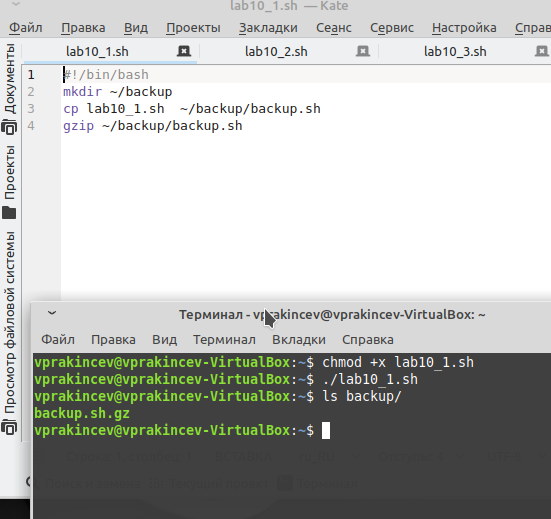 lab10_1.sh — Kate
Файл Правка Вид Проекты Закладки Сеанс Сервис Настройка Справ
Документы
Проекты
Просмотр файловой системы
lab10_1.sh lab10_2.sh lab10_3.sh
1 #!/bin/bash
2 mkdir ~/backup
3 cp lab10_1.sh  ~/backup/backup.sh
4 gzip ~/backup/backup.sh
Терминал - vprakincev@vprakincev-VirtualBox: ~
Файл Правка Вид Терминал Вкладки Справка
vprakincev@vprakincev-VirtualBox:~$ chmod +x lab10_1.sh
vprakincev@vprakincev-VirtualBox:~$ ./lab10_1.sh
vprakincev@vprakincev-VirtualBox:~$ ls backup/
backup.sh.gz
vprakincev@vprakincev-VirtualBox:~$